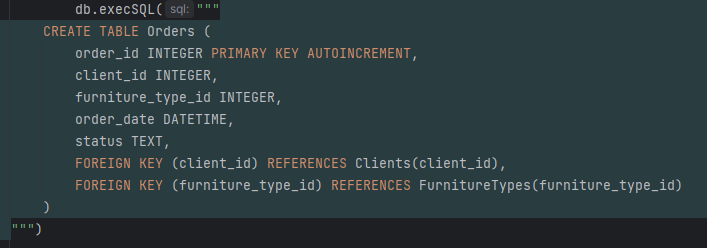 db.execSQL( sql: """
CREATE TABLE Orders (
order_id INTEGER PRIMARY KEY AUTOINCREMENT,
client_id INTEGER,
furniture_type_id INTEGER,
order_date DATETIME,
status TEXT,
FOREIGN KEY (client_id) REFERENCES Clients(client_id),
FOREIGN KEY (furniture_type_id) REFERENCES FurnitureTypes(furniture_type_id)
)
""")